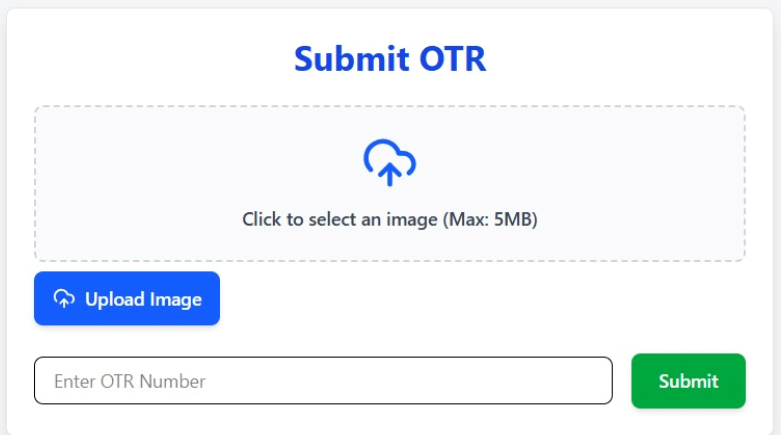 Submit OTR
Click to select an image (Max: 5MB)
Upload Image
Enter OTR Number
Submit